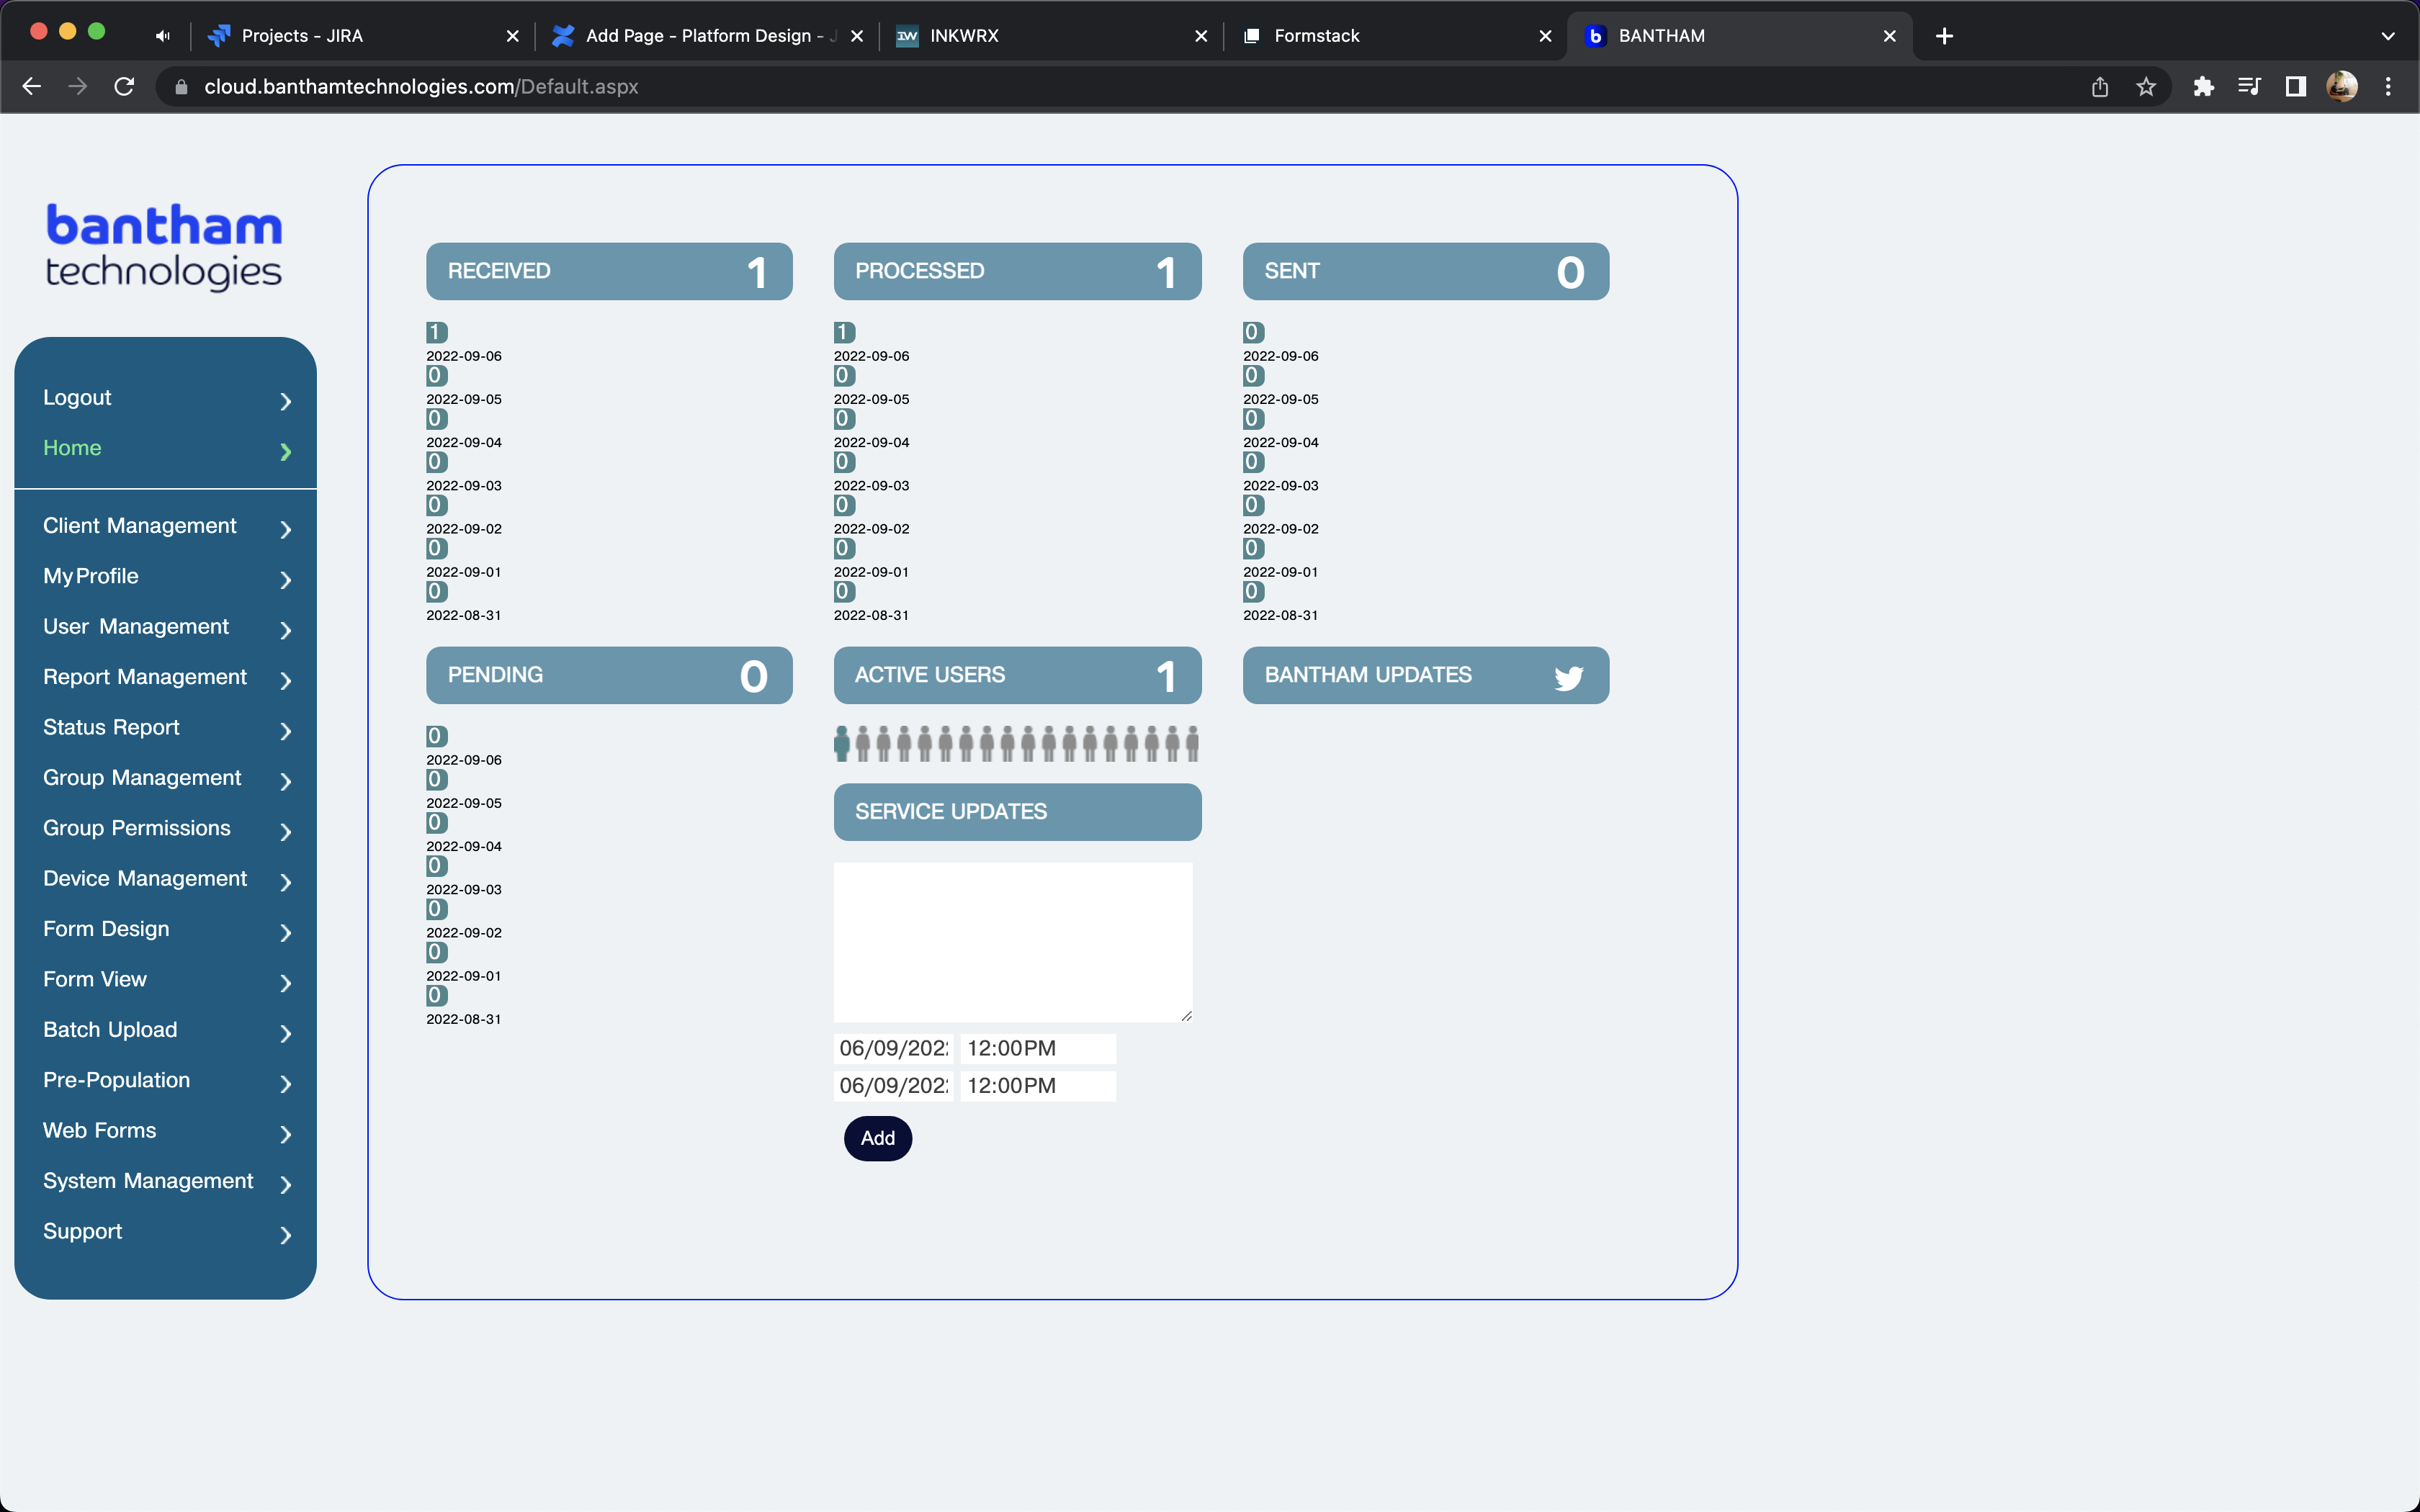 Projects - JIRA
Add Page - Platform Design -
INKWRX
Formstack
BANTHAM
cloud.banthamtechnologies.com/Default.aspx
bantham
technologies
Logout
Home
Client Management
My Profile
User Management
Report Management
Status Report
Group Management
Group Permissions
Device Management
Form Design
Form View
Batch Upload
Pre-Population
Web Forms
System Management
Support
RECEIVED 1
1
2022-09-06
0
2022-09-05
0
2022-09-04
0
2022-09-03
0
2022-09-02
0
2022-09-01
0
2022-08-31
PROCESSED 1
1
2022-09-06
0
2022-09-05
0
2022-09-04
0
2022-09-03
0
2022-09-02
0
2022-09-01
0
2022-08-31
SENT 0
0
2022-09-06
0
2022-09-05
0
2022-09-04
0
2022-09-03
0
2022-09-02
0
2022-09-01
0
2022-08-31
PENDING 0
0
2022-09-06
0
2022-09-05
0
2022-09-04
0
2022-09-03
0
2022-09-02
0
2022-09-01
0
2022-08-31
ACTIVE USERS 1
SERVICE UPDATES
06/09/202 12:00PM
06/09/202 12:00PM
Add
BANTHAM UPDATES